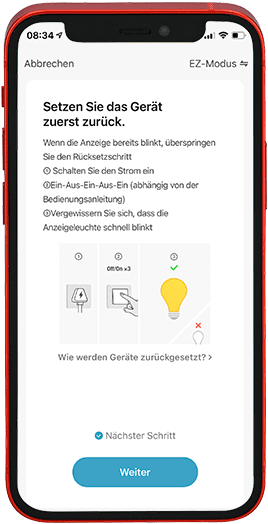 08:34
Abbrechen EZ-Modus
Setzen Sie das Gerät
zuerst zurück.
Wenn die Anzeige bereits blinkt, überspringen
Sie den Rücksetzschritt
① Schalten Sie den Strom ein
②Ein-Aus-Ein-Aus-Ein (abhängig von der
Bedienungsanleitung)
③Vergewissern Sie sich, dass die
Anzeigeleuchte schnell blinkt
① ② ③
Off/On ×3
Wie werden Geräte zurückgesetzt? >
Nächster Schritt
Weiter